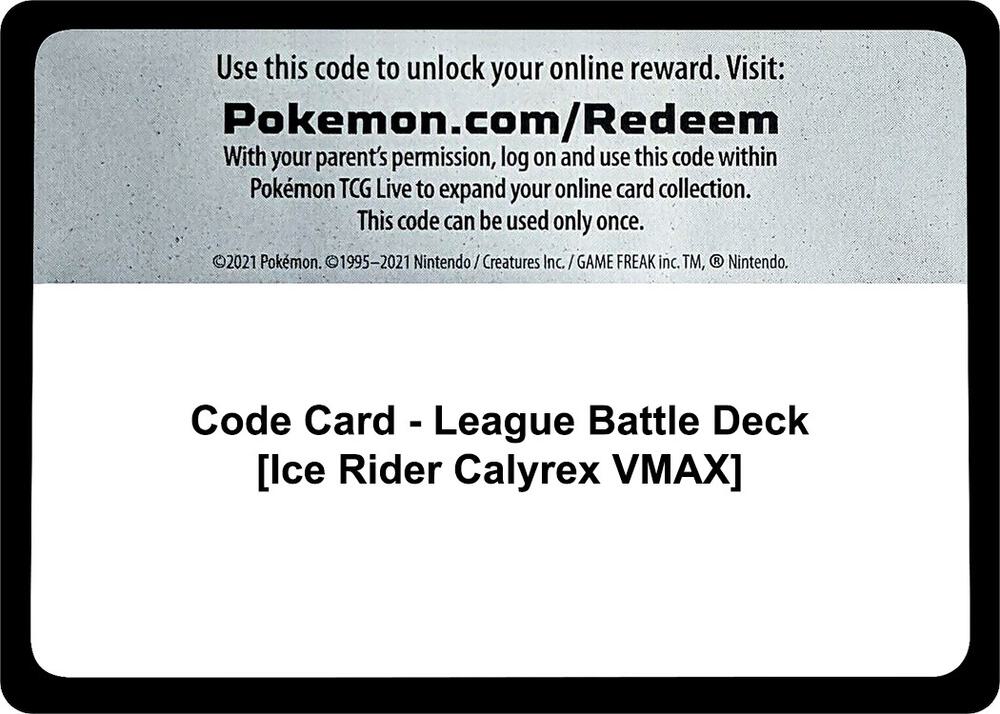 Use this code to unlock your online reward. Visit:
Pokemon.com/Redeem
With your parent's permission, log on and use this code within
Pokémon TCG Live to expand your online card collection.
This code can be used only once.
©2021 Pokémon. ©1995–2021 Nintendo / Creatures Inc. / GAME FREAK inc. TM, ® Nintendo.
Code Card - League Battle Deck
[Ice Rider Calyrex VMAX]